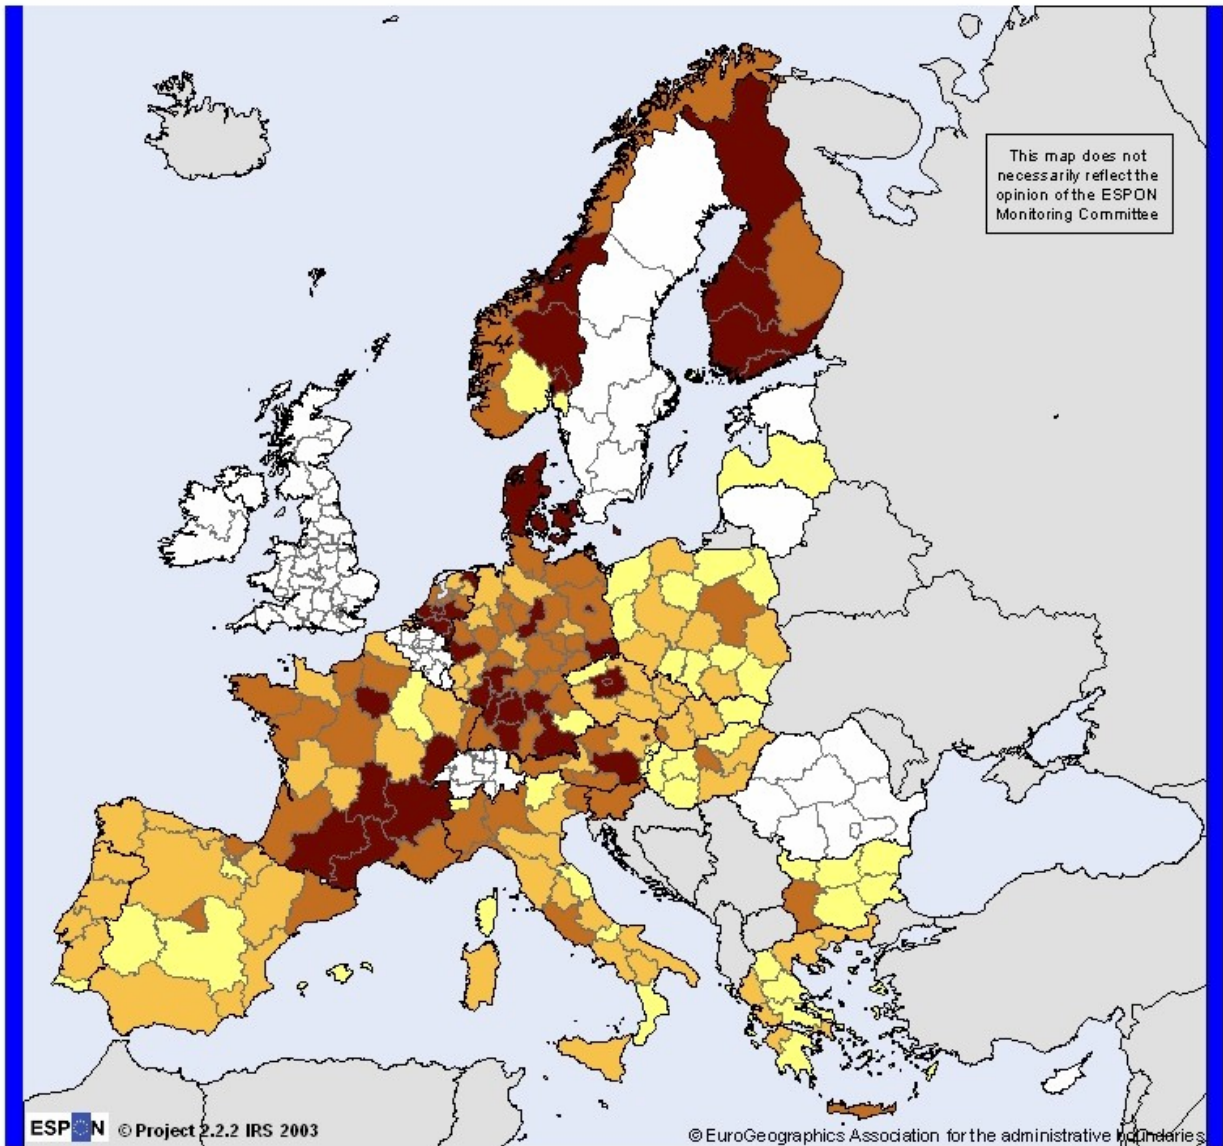 This map does not
necessarily reflect the
opinion of the ESPON
Monitoring Committee
ESPON © Project 2.2.2 IRS 2003
© EuroGeographics Association for the administrative boundaries